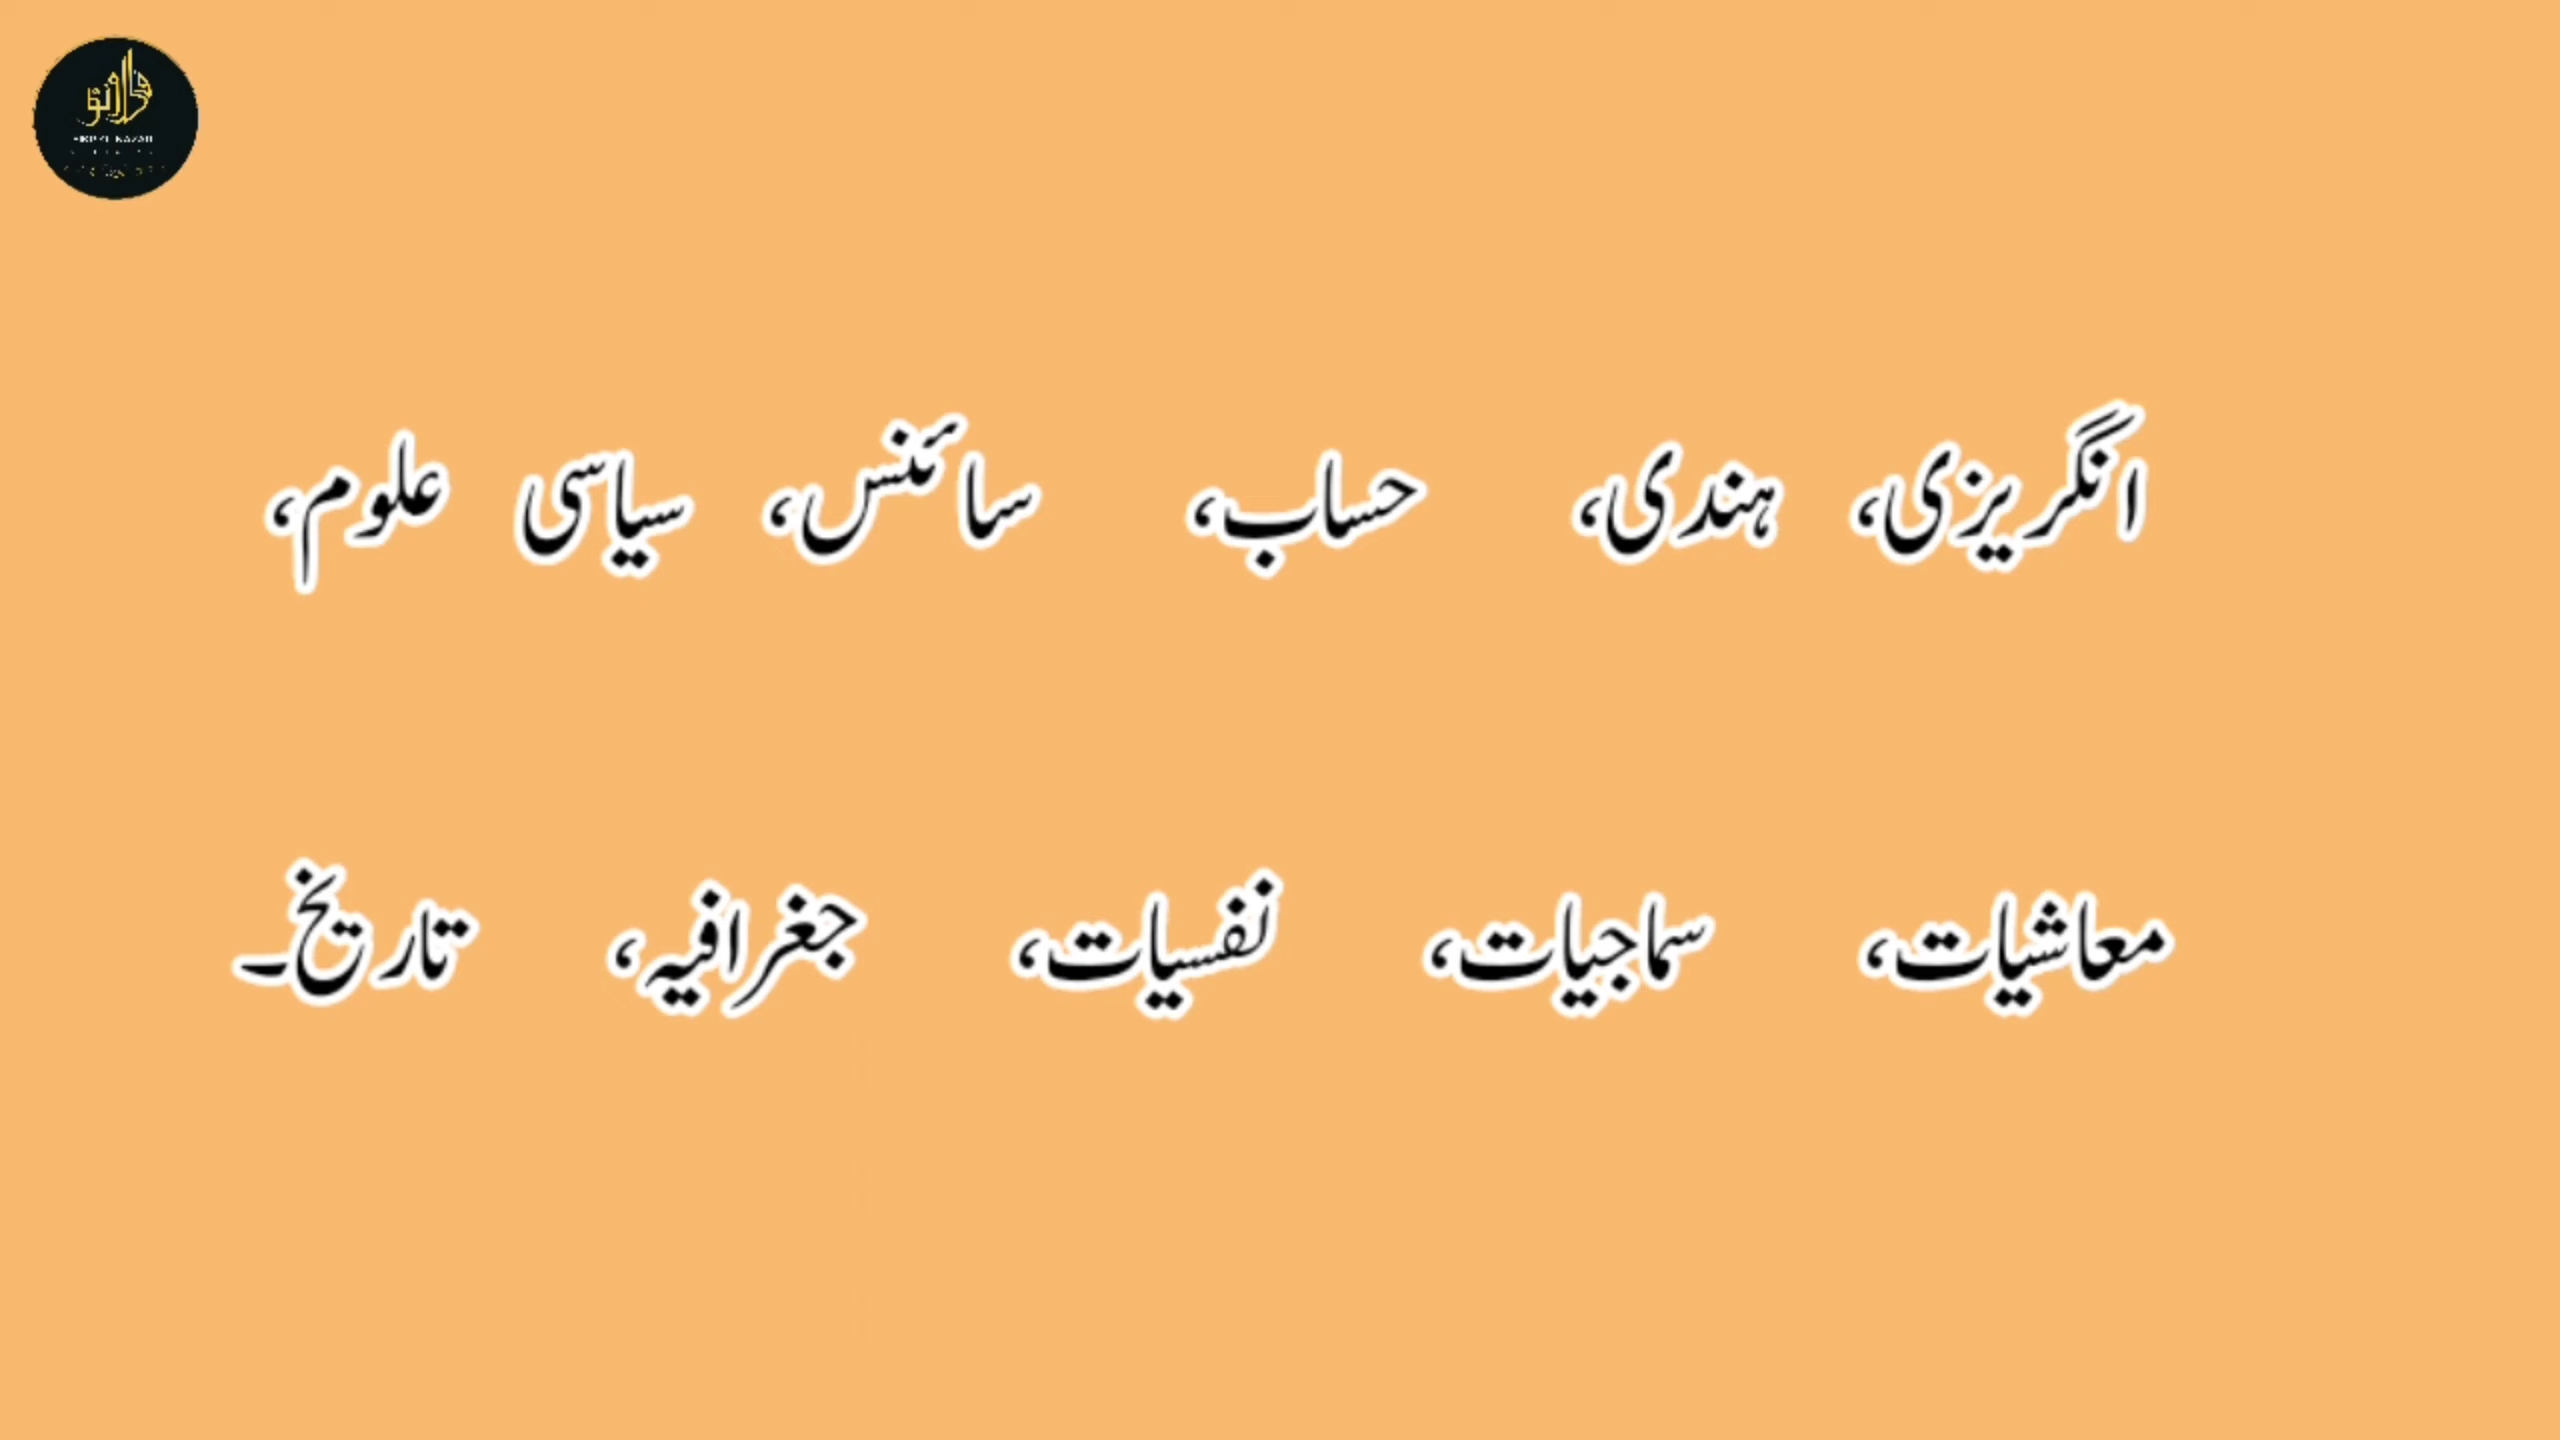 انگریزی، ہندی، حساب، سائنس، سیاسی علوم،
معاشیات، سماجیات، نفسیات، جغرافیہ، تاریخ۔